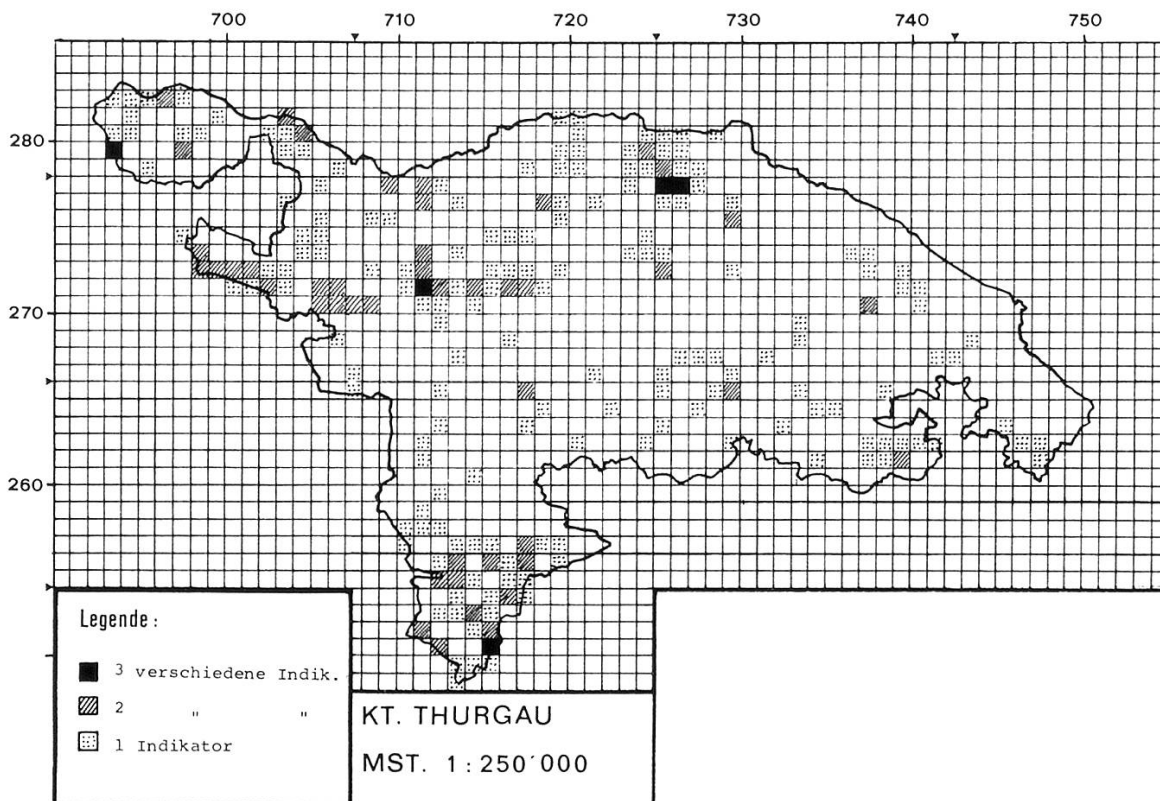 700 710 720 730 740 750
280
270
260
Legende :
3 verschiedene Indik.
2 " "
1 Indikator
KT. THURGAU
MST. 1 : 250'000